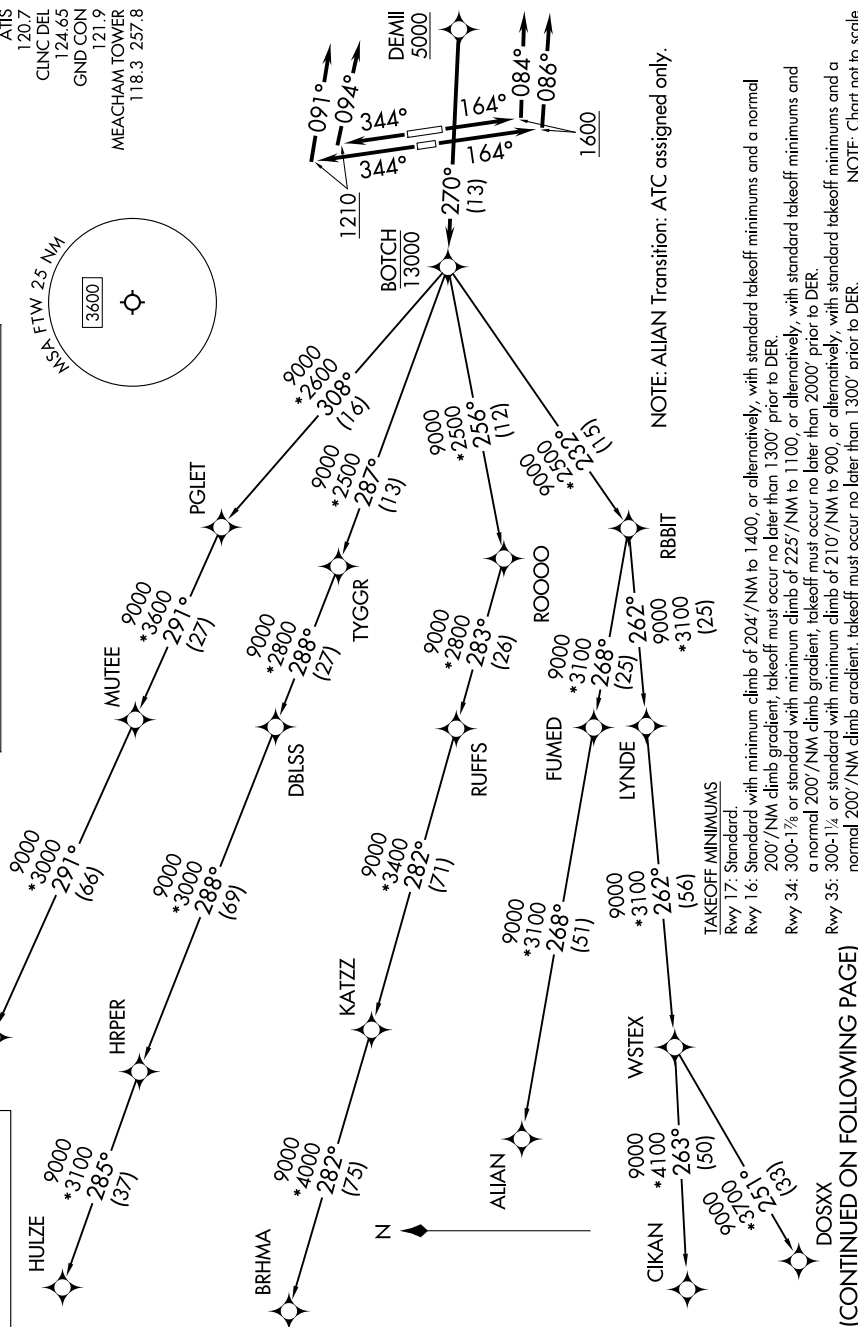 ATIS
120.7
CLNC DEL
124.65
GND CON
121.9
MEACHAM TOWER
118.3 257.8
MSA FTW 25 NM
3600
DEMII
5000
091°
094°
344°
344°
164°
164°
084°
086°
1210
1600
270°
(13)
BOTCH
13000
9000
*2600
308°
(16)
PGLET
9000
*3600
291°
(27)
MUTEE
9000
*3000
291°
(66)
9000
*2500
287°
(13)
TYGGR
9000
*2800
288°
(27)
DBLSS
9000
*3000
288°
(69)
HRPER
9000
*3100
285°
(37)
HULZE
9000
*2500
256°
(12)
ROOOO
9000
*2800
283°
(26)
RUFFS
9000
*3400
282°
(71)
KATZZ
9000
*4000
282°
(75)
BRHMA
9000
*2500
232°
(15)
RBBIT
9000
*3100
268°
(25)
FUMED
9000
*3100
268°
(51)
ALIAN
262°
9000
*3100
(25)
LYNDE
9000
*3100
262°
(56)
WSTEX
9000
*4100
263°
(50)
CIKAN
9000
*3700
251°
(33)
DOSXX
N
NOTE: ALIAN Transition: ATC assigned only.
TAKEOFF MINIMUMS
Rwy 17: Standard.
Rwy 16: Standard with minimum climb of 204'/NM to 1400, or alternatively, with standard takeoff minimums and a normal
200'/NM climb gradient, takeoff must occur no later than 1300' prior to DER.
Rwy 34: 300-1⅞ or standard with minimum climb of 225'/NM to 1100, or alternatively, with standard takeoff minimums and
a normal 200'/NM climb gradient, takeoff must occur no later than 2000' prior to DER.
Rwy 35: 300-1¼ or standard with minimum climb of 210'/NM to 900, or alternatively, with standard takeoff minimums and a
normal 200'/NM climb gradient, takeoff must occur no later than 1300' prior to DER.
NOTE: Chart not to scale
(CONTINUED ON FOLLOWING PAGE)